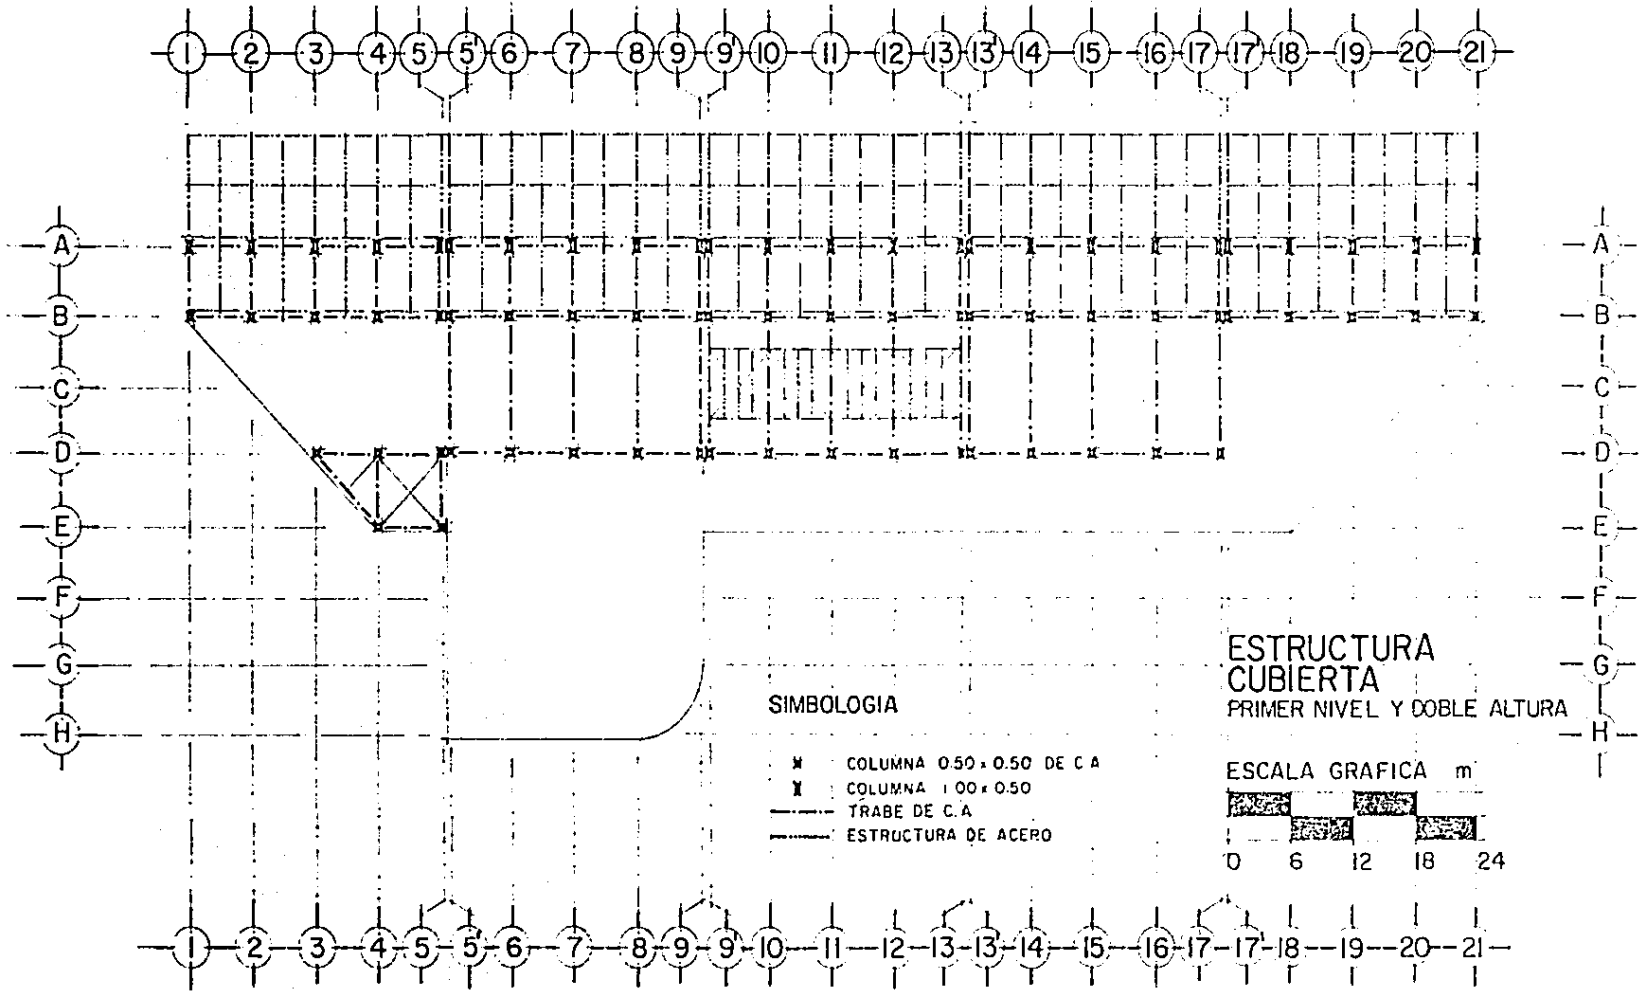 1 2 3 4 5 5' 6 7 8 9 9' 10 11 12 13 13' 14 15 16 17 17' 18 19 20 21
A A
B B
C C
D D
E E
F F
G G
H H
ESTRUCTURA
CUBIERTA
PRIMER NIVEL Y DOBLE ALTURA
SIMBOLOGIA
COLUMNA 0.50 x 0.50 DE C A
COLUMNA 1 00 x 0.50
TRABE DE C.A
ESTRUCTURA DE ACERO
ESCALA GRAFICA m
0 6 12 18 24
1 2 3 4 5 5' 6 7 8 9 9' 10 11 12 13 13' 14 15 16 17 17' 18 19 20 21